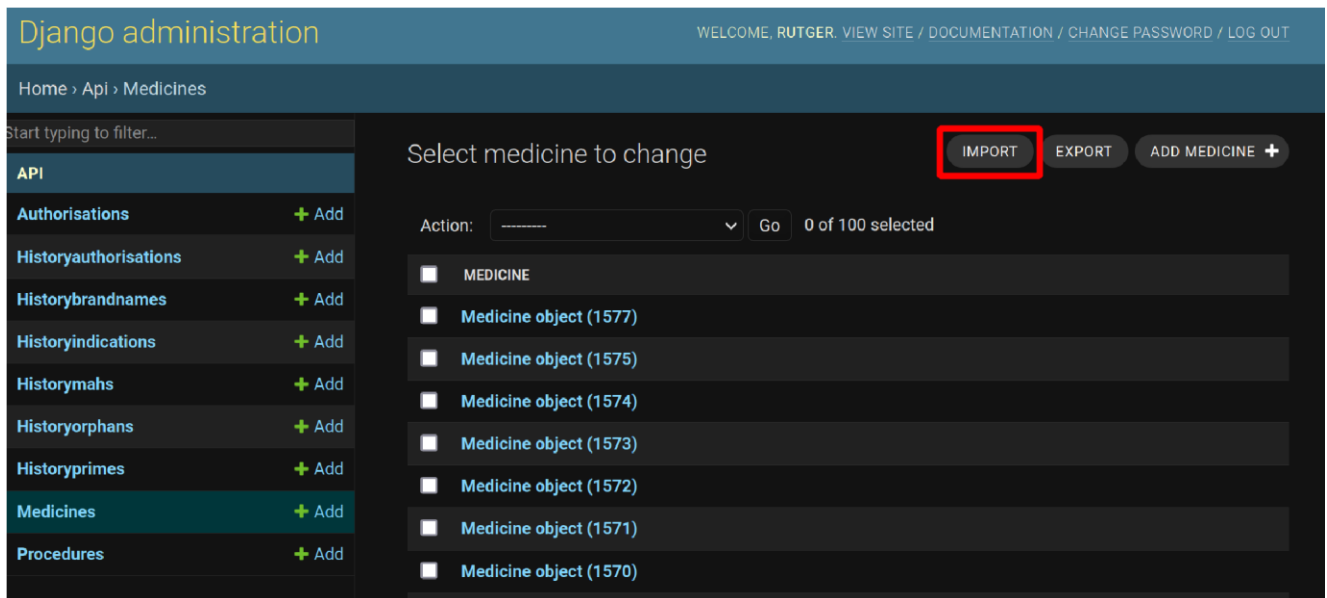 Django administration
WELCOME, RUTGER. VIEW SITE / DOCUMENTATION / CHANGE PASSWORD / LOG OUT
Home › Api › Medicines
Start typing to filter...
API
Authorisations + Add
Historyauthorisations + Add
Historybrandnames + Add
Historyindications + Add
Historymahs + Add
Historyorphans + Add
Historyprimes + Add
Medicines + Add
Procedures + Add
Select medicine to change
IMPORT EXPORT ADD MEDICINE +
Action: --------- Go 0 of 100 selected
MEDICINE
Medicine object (1577)
Medicine object (1575)
Medicine object (1574)
Medicine object (1573)
Medicine object (1572)
Medicine object (1571)
Medicine object (1570)